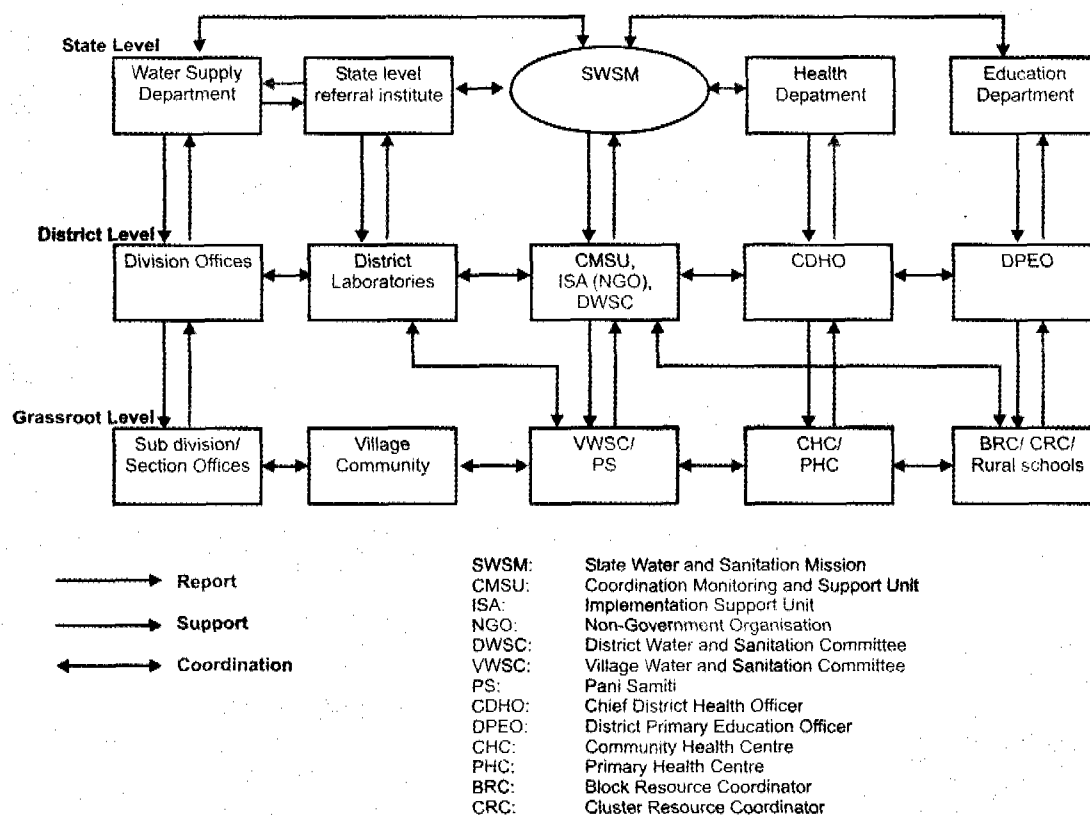 State Level
Water Supply
Department
State level
referral institute
SWSM
Health
Depatment
Education
Department
District Level
Division Offices
District
Laboratories
CMSU,
ISA (NGO),
DWSC
CDHO
DPEO
Grassroot Level
Sub division/
Section Offices
Village
Community
VWSC/
PS
CHC/
PHC
BRC/ CRC/
Rural schools
Report
Support
Coordination
SWSM: State Water and Sanitation Mission
CMSU: Coordination Monitoring and Support Unit
ISA: Implementation Support Unit
NGO: Non-Government Organisation
DWSC: District Water and Sanitation Committee
VWSC: Village Water and Sanitation Committee
PS: Pani Samiti
CDHO: Chief District Health Officer
DPEO: District Primary Education Officer
CHC: Community Health Centre
PHC: Primary Health Centre
BRC: Block Resource Coordinator
CRC: Cluster Resource Coordinator